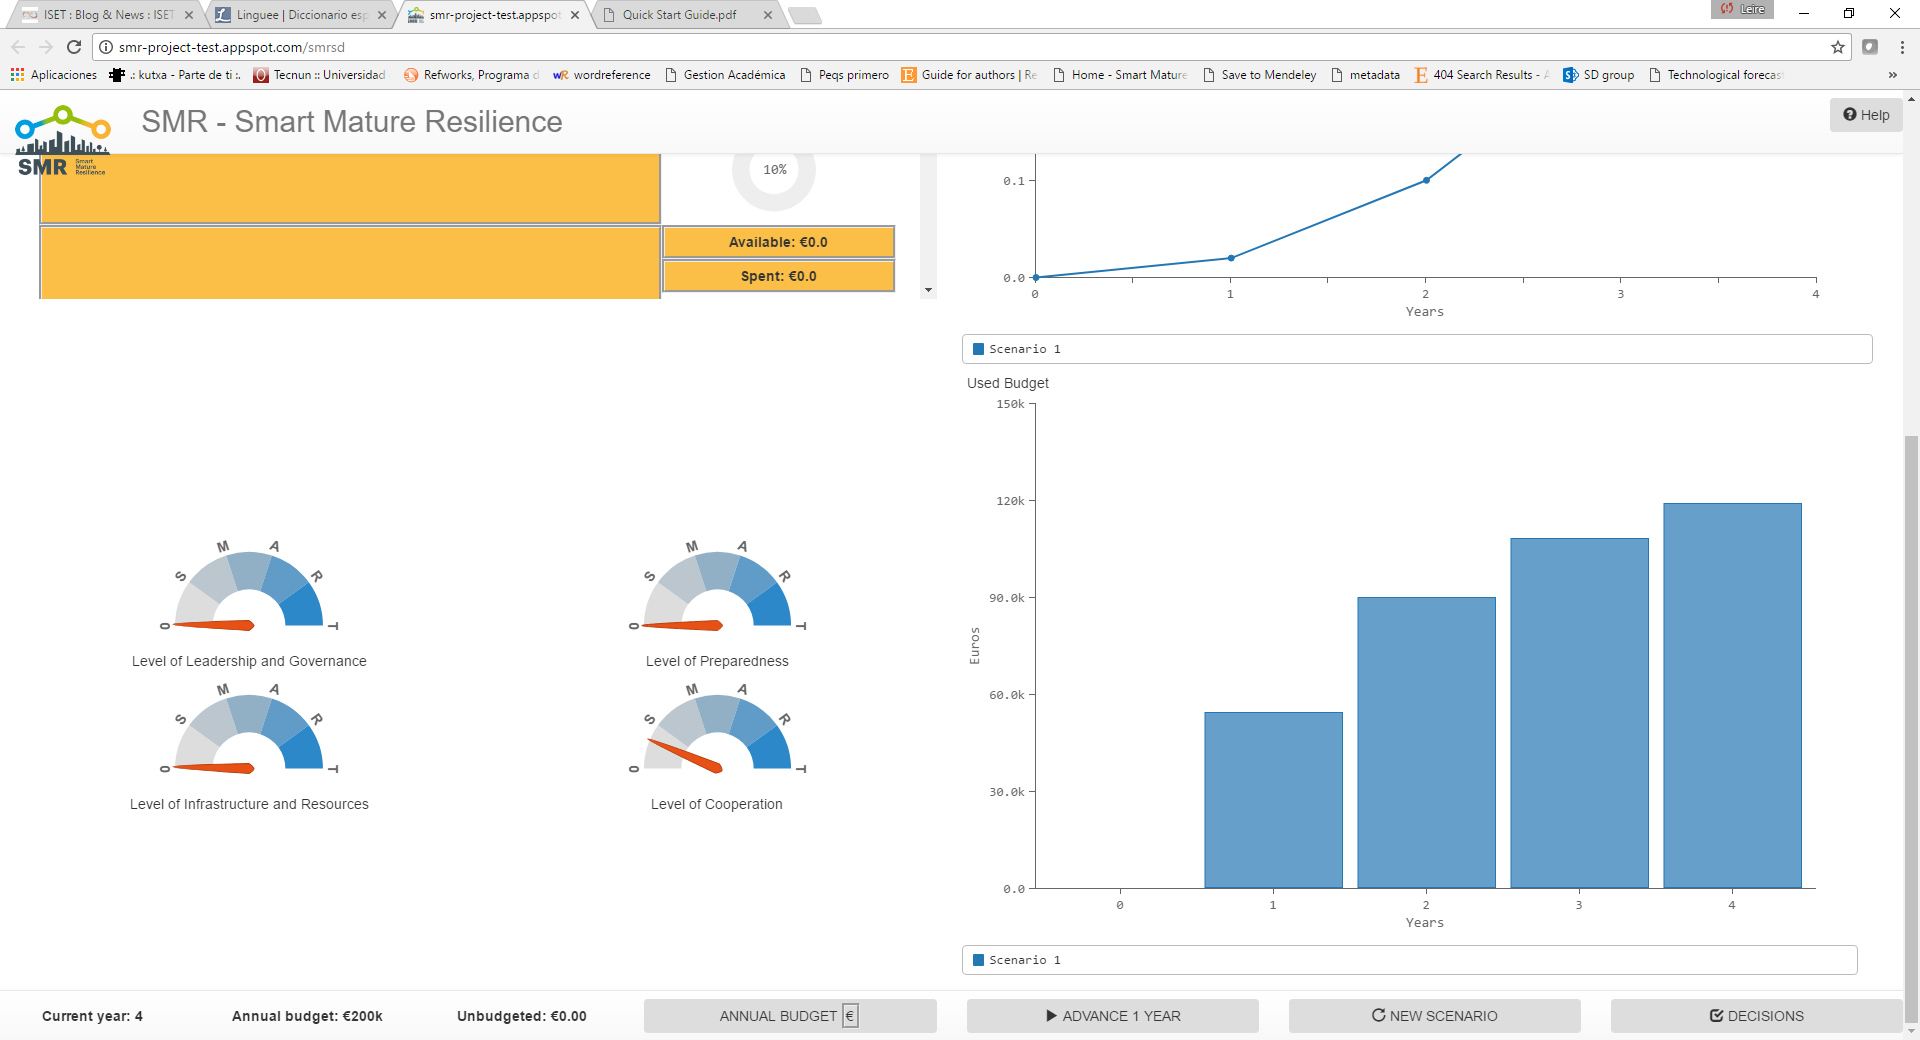 ISET : Blog & News : ISET
Linguee | Diccionario esp
smr-project-test.appspot
Quick Start Guide.pdf
Leire
smr-project-test.appspot.com/smrsd
Aplicaciones
.: kutxa - Parte de ti :.
Tecnun :: Universidad
Refworks, Programa d
wordreference
Gestion Académica
Peqs primero
Guide for authors | Re
Home - Smart Mature
Save to Mendeley
metadata
404 Search Results - A
SD group
Technological forecas
»
SMR - Smart Mature Resilience
Help
SMR Smart Mature Resilience
10%
Available: €0.0
Spent: €0.0
0.1
0.0
0 1 2 3 4
Years
Scenario 1
Used Budget
150k
120k
90.0k
60.0k
30.0k
0.0
Euros
0 1 2 3 4
Years
Scenario 1
0 S M A R T
Level of Leadership and Governance
0 S M A R T
Level of Preparedness
0 S M A R T
Level of Infrastructure and Resources
0 S M A R T
Level of Cooperation
Current year: 4
Annual budget: €200k
Unbudgeted: €0.00
ANNUAL BUDGET €
ADVANCE 1 YEAR
NEW SCENARIO
DECISIONS